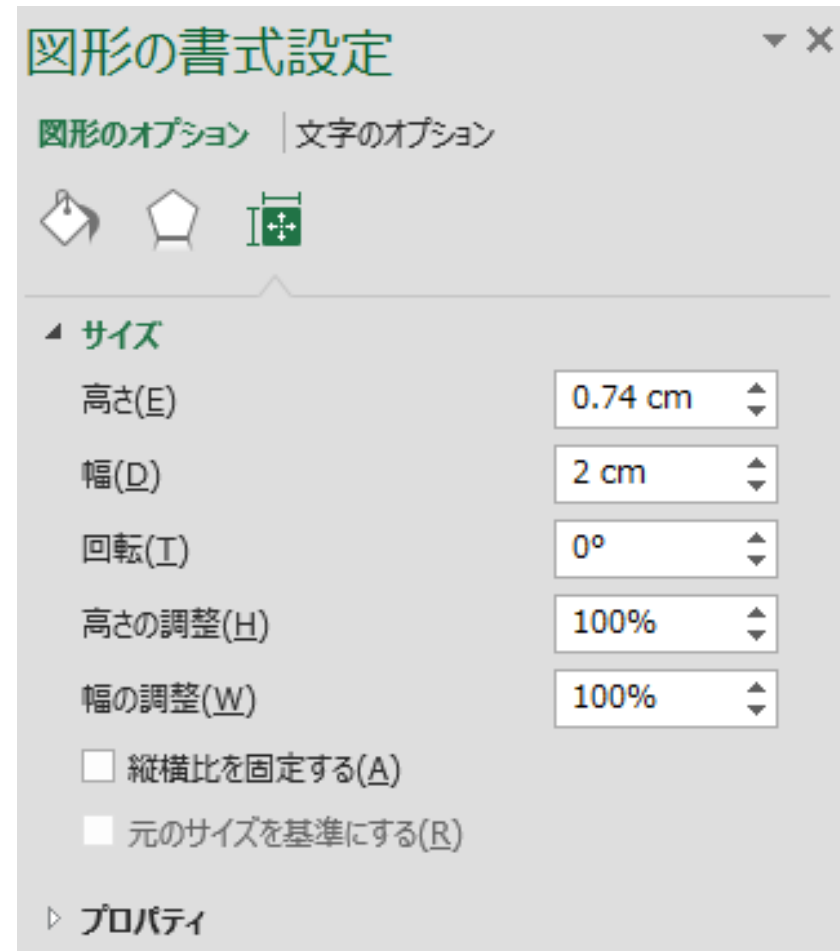 図形の書式設定
図形のオプション 文字のオプション
サイズ
高さ(E) 0.74 cm
幅(D) 2 cm
回転(T) 0°
高さの調整(H) 100%
幅の調整(W) 100%
縦横比を固定する(A)
元のサイズを基準にする(R)
プロパティ